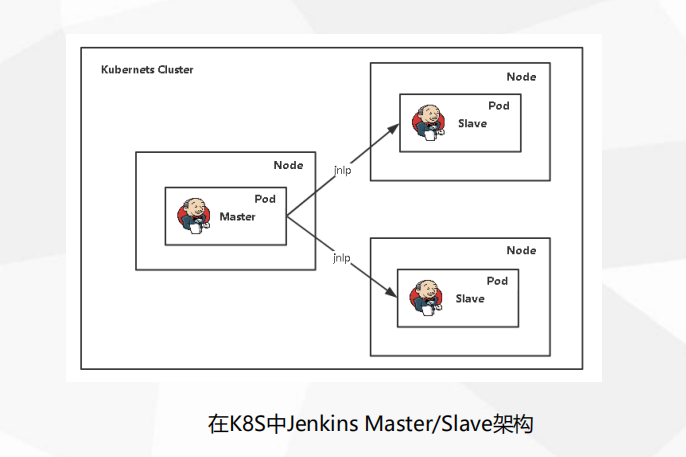 Kubernets Cluster
Node
Pod
Slave
jnlp
Node
Pod
Master
jnlp
Node
Pod
Slave
在K8S中Jenkins Master/Slave架构